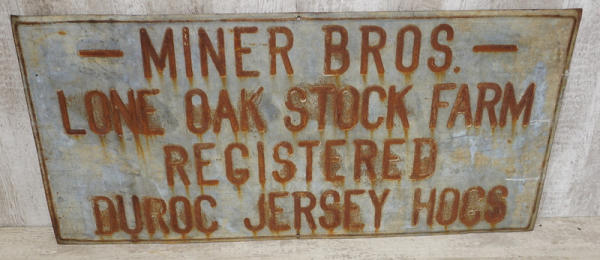 — MINER BROS. —
LONE OAK STOCK FARM
REGISTERED
DUROC JERSEY HOGS